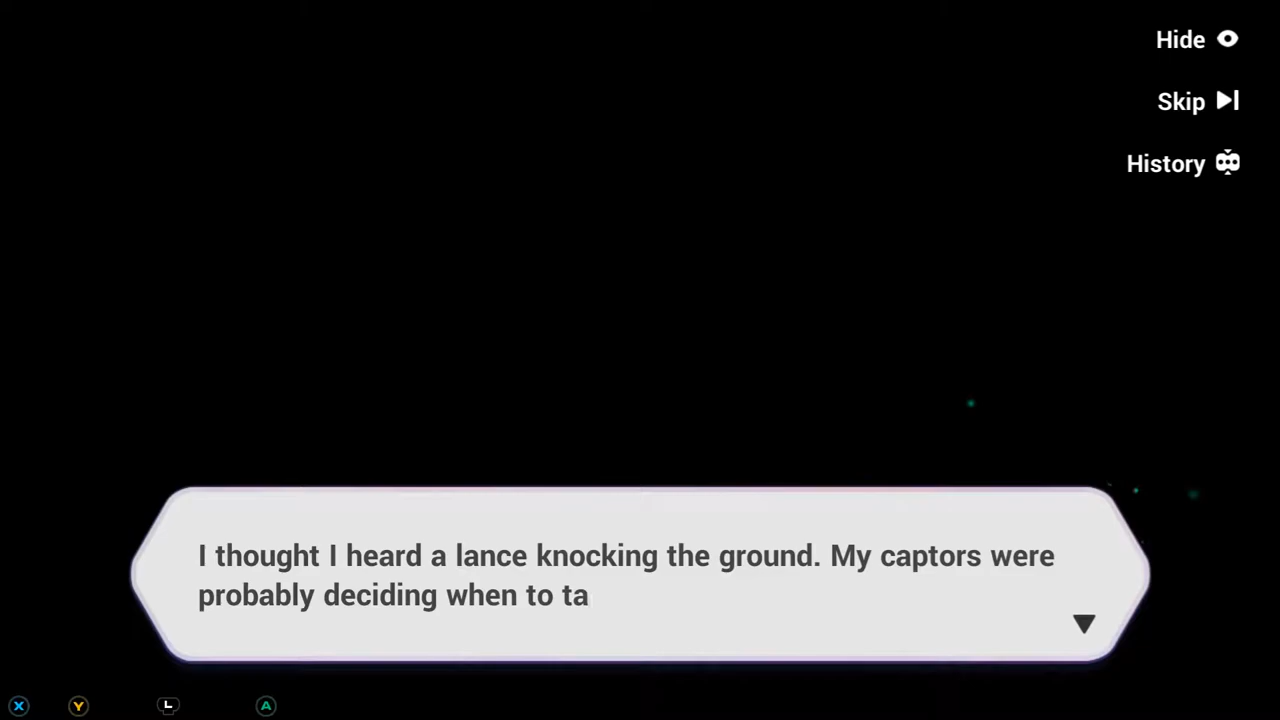 Hide
Skip
History
I thought I heard a lance knocking the ground. My captors were
probably deciding when to ta
X Y L A